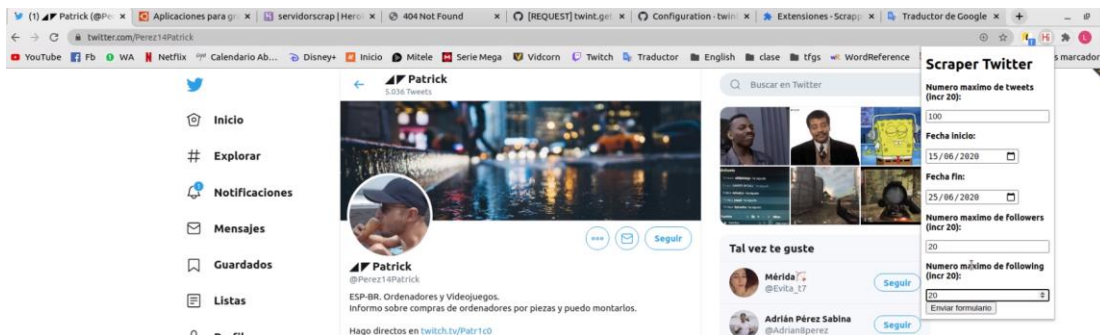 ◢◤ Patrick (@Per
Aplicaciones para gr
servidorscrap | Hero
404 Not Found
[REQUEST] twint.get
Configuration · twin
Extensiones - Scrap
Traductor de Google
twitter.com/Perez14Patrick
YouTube
Fb
WA
Netflix
Calendario Ab...
Disney+
Inicio
Mitele
Serie Mega
Vidcorn
Twitch
Traductor
English
clase
tfgs
WordReference
s marcador
◢◤ Patrick
5.036 Tweets
Inicio
Explorar
Notificaciones
Mensajes
Guardados
Listas
Seguir
◢◤ Patrick
@Perez14Patrick
ESP-BR. Ordenadores y Videojuegos.
Informo sobre compras de ordenadores por piezas y puedo montarlos.
Hago directos en twitch.tv/Patr1c0
Buscar en Twitter
Tal vez te guste
Mérida
@Evita_t7
Seguir
Adrián Pérez Sabina
@Adrian8perez
Seguir
Scraper Twitter
Numero maximo de tweets
(incr 20):
100
Fecha inicio:
15/06/2020
Fecha fin:
25/06/2020
Numero maximo de followers
(incr 20):
20
Numero maximo de following
(incr 20):
20
Enviar formulario